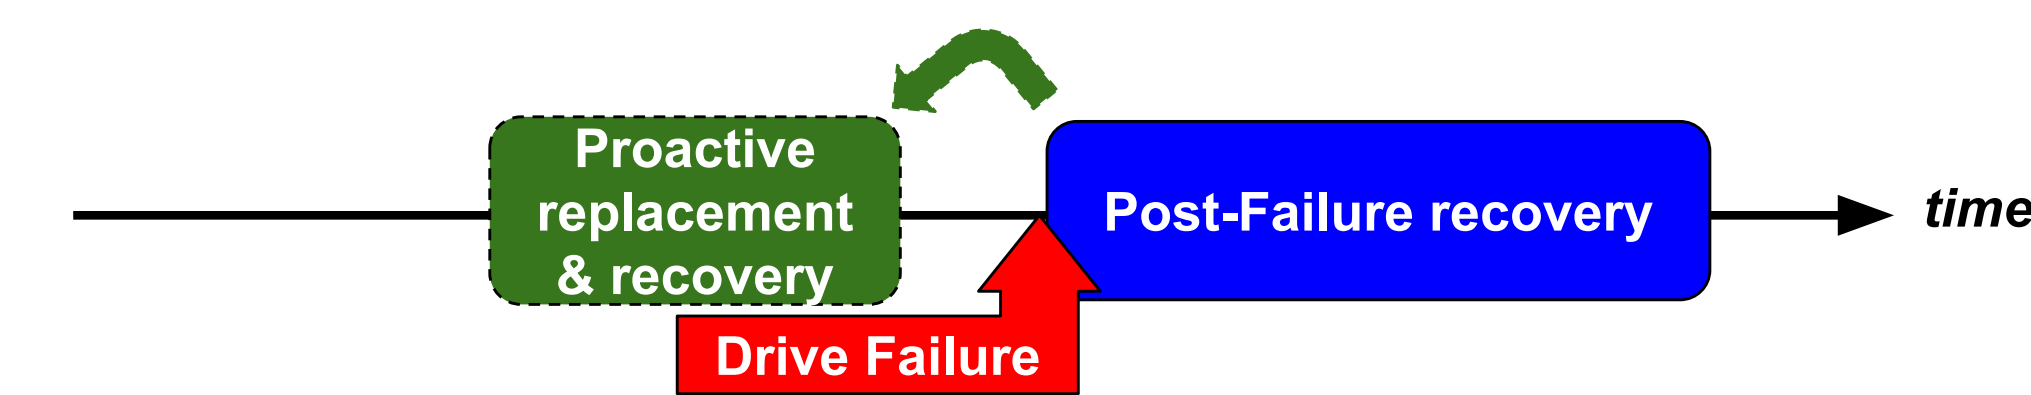 Proactive
replacement
& recovery
Post-Failure recovery
time
Drive Failure